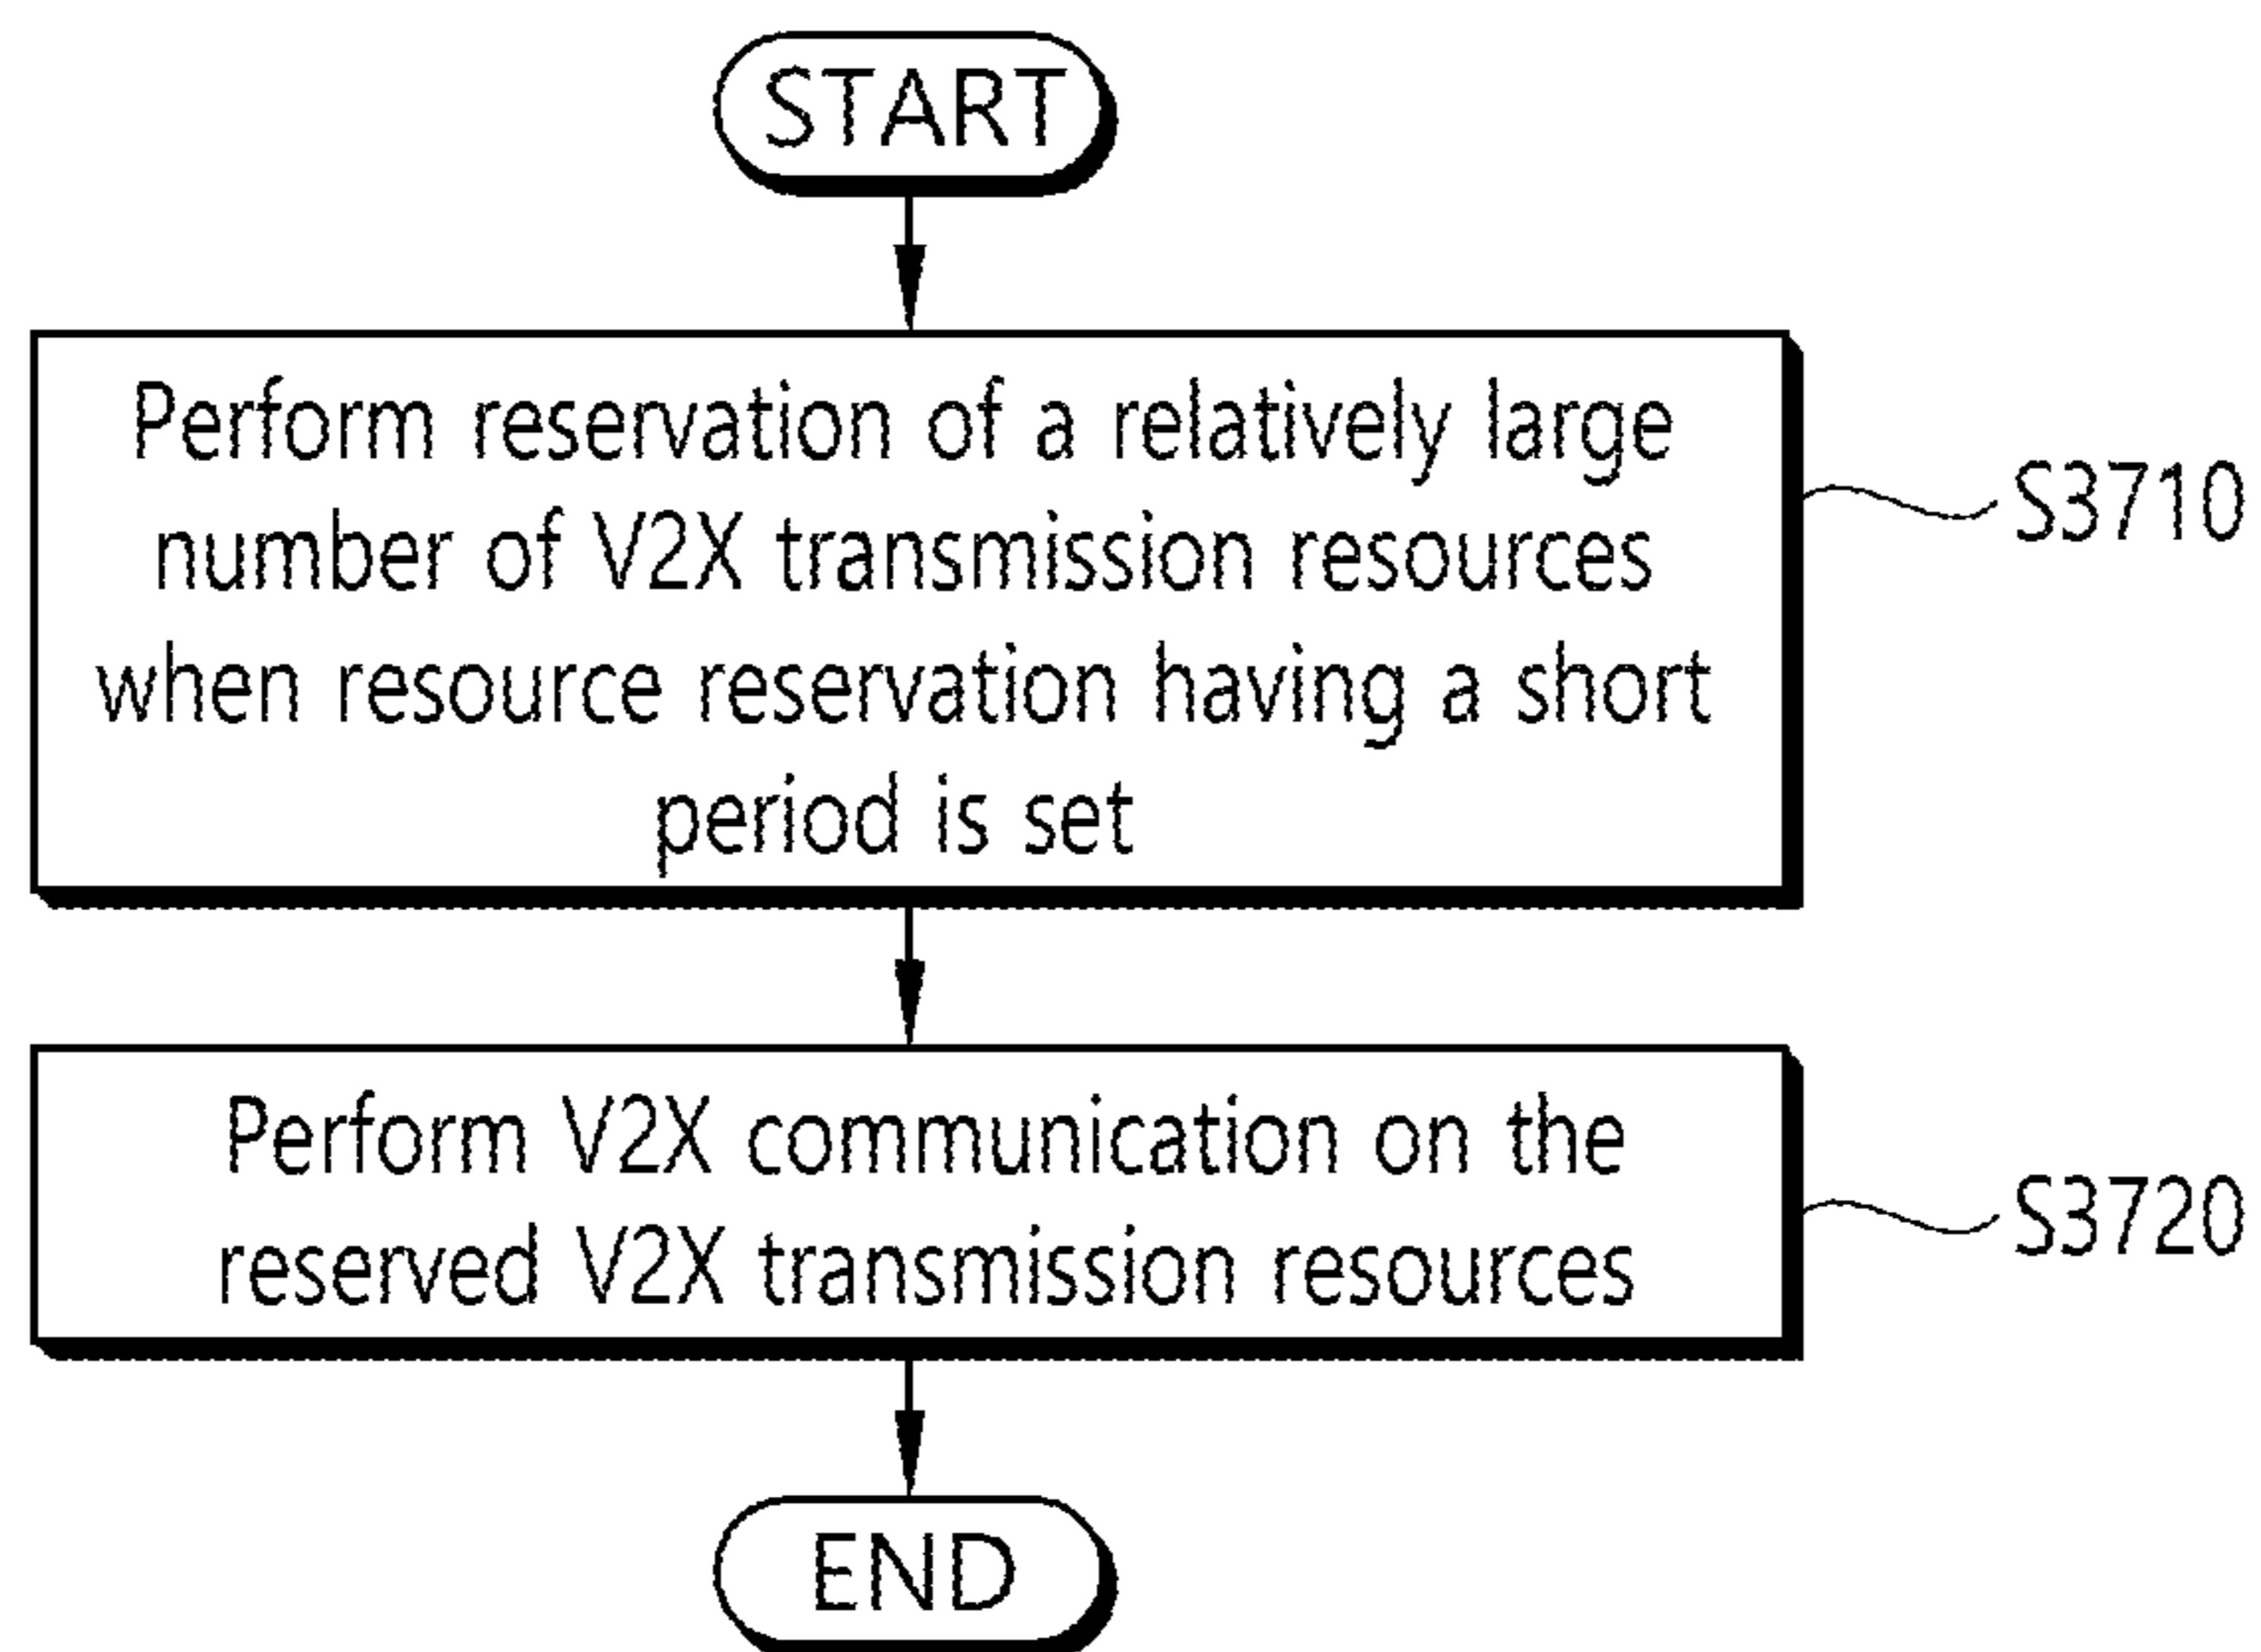 START
Perform reservation of a relatively large
number of V2X transmission resources
when resource reservation having a short
period is set
S3710
Perform V2X communication on the
reserved V2X transmission resources
S3720
END